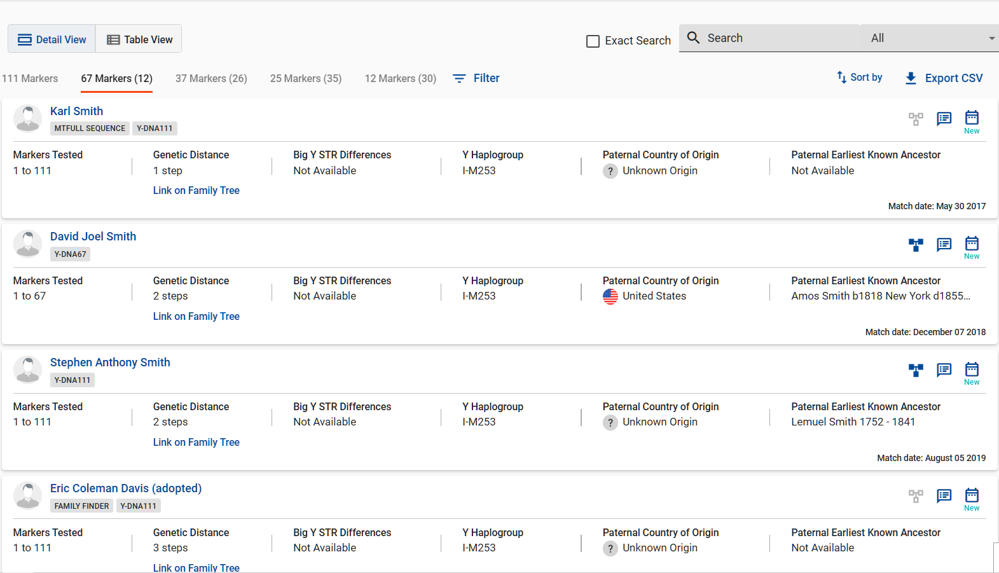 Detail View Table View Exact Search Search All
111 Markers 67 Markers (12) 37 Markers (26) 25 Markers (35) 12 Markers (30) Filter Sort by Export CSV
Karl Smith
MTFULL SEQUENCE Y-DNA111
New
Markers Tested Genetic Distance Big Y STR Differences Y Haplogroup Paternal Country of Origin Paternal Earliest Known Ancestor
1 to 111 1 step Not Available I-M253 ? Unknown Origin Not Available
Link on Family Tree
Match date: May 30 2017
David Joel Smith
Y-DNA67
New
Markers Tested Genetic Distance Big Y STR Differences Y Haplogroup Paternal Country of Origin Paternal Earliest Known Ancestor
1 to 67 2 steps Not Available I-M253 United States Amos Smith b1818 New York d1855...
Link on Family Tree
Match date: December 07 2018
Stephen Anthony Smith
Y-DNA111
New
Markers Tested Genetic Distance Big Y STR Differences Y Haplogroup Paternal Country of Origin Paternal Earliest Known Ancestor
1 to 111 2 steps Not Available I-M253 ? Unknown Origin Lemuel Smith 1752 - 1841
Link on Family Tree
Match date: August 05 2019
Eric Coleman Davis (adopted)
FAMILY FINDER Y-DNA111
New
Markers Tested Genetic Distance Big Y STR Differences Y Haplogroup Paternal Country of Origin Paternal Earliest Known Ancestor
1 to 111 3 steps Not Available I-M253 ? Unknown Origin Not Available
Link on Family Tree